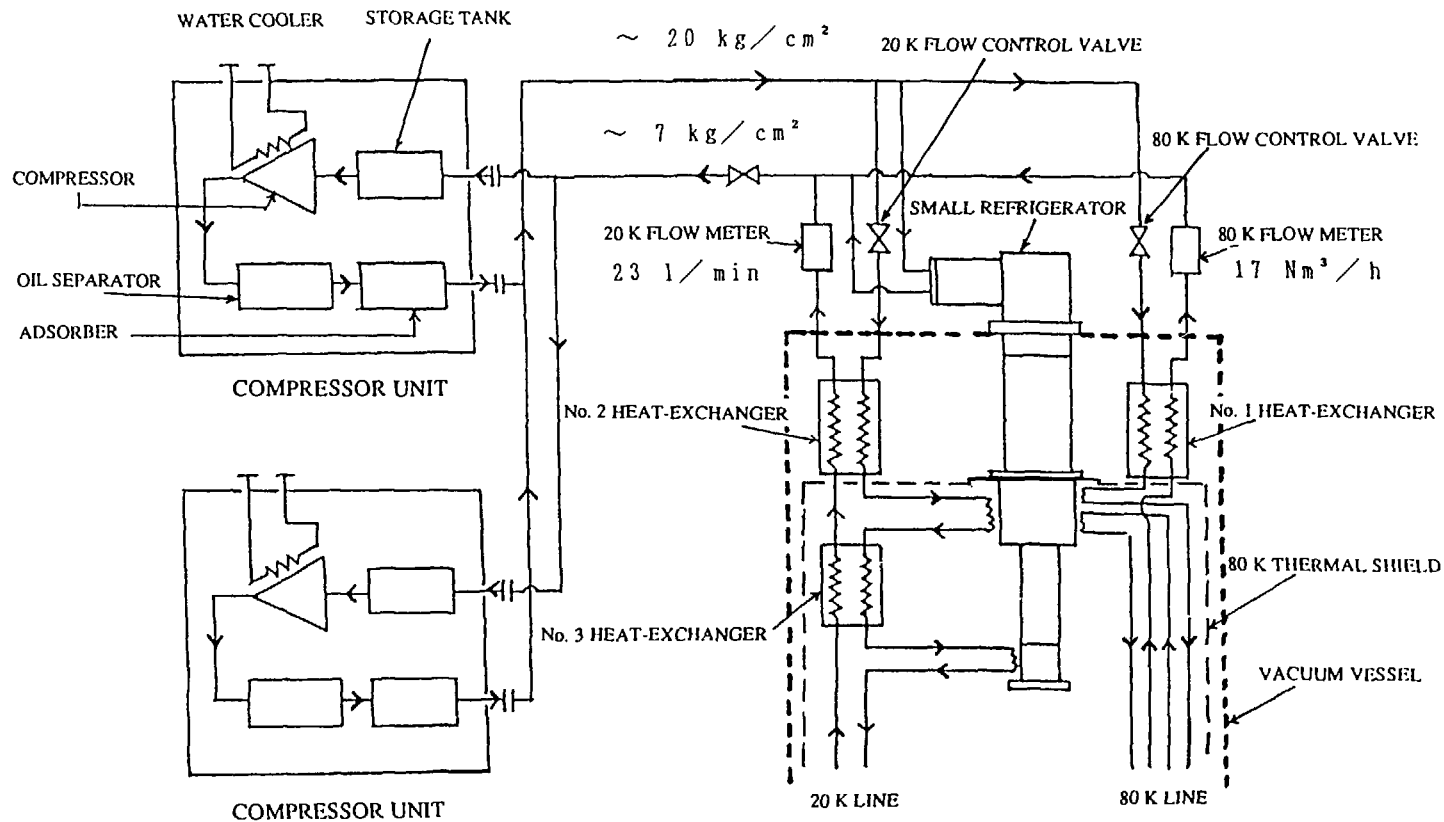 WATER COOLER
STORAGE TANK
~ 20 kg/cm²
20 K FLOW CONTROL VALVE
~ 7 kg/cm²
80 K FLOW CONTROL VALVE
COMPRESSOR
SMALL REFRIGERATOR
20 K FLOW METER
23 l/min
80 K FLOW METER
17 Nm³/h
OIL SEPARATOR
ADSORBER
COMPRESSOR UNIT
No. 2 HEAT-EXCHANGER
No. 1 HEAT-EXCHANGER
80 K THERMAL SHIELD
No. 3 HEAT-EXCHANGER
VACUUM VESSEL
COMPRESSOR UNIT
20 K LINE
80 K LINE